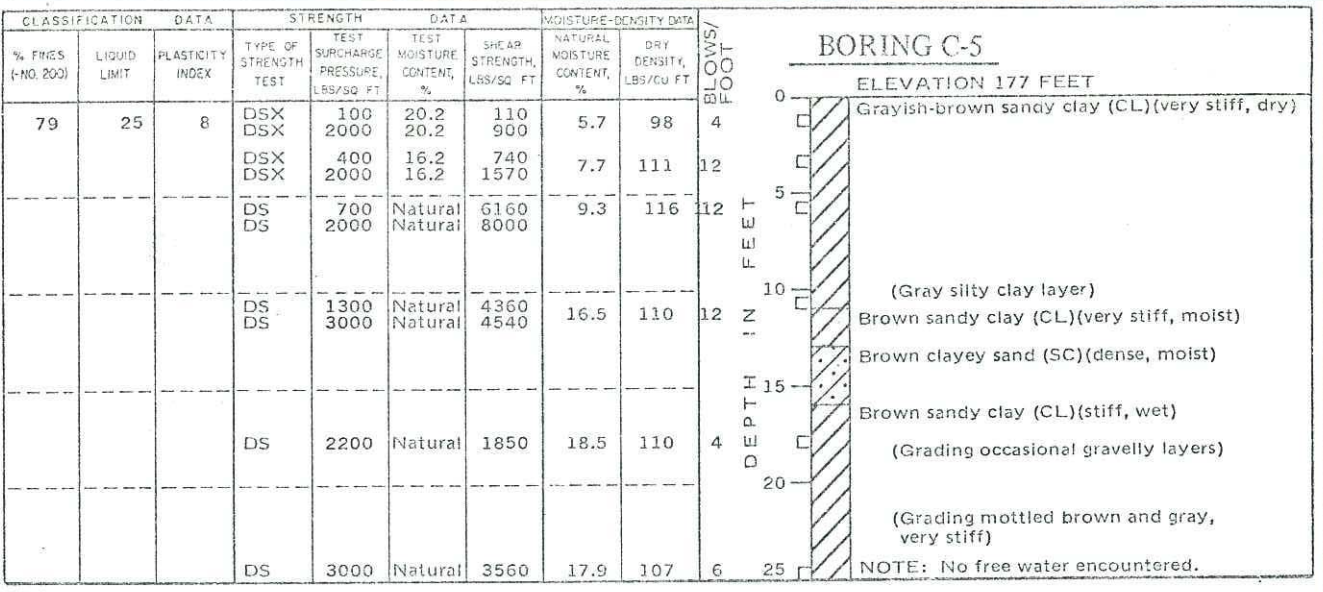 CLASSIFICATION DATA STRENGTH DATA MOISTURE-DENSITY DATA BLOWS/FOOT BORING C-5
% FINES (-NO. 200) LIQUID LIMIT PLASTICITY INDEX TYPE OF STRENGTH TEST TEST SURCHARGE PRESSURE, LBS/SQ FT TEST MOISTURE CONTENT, % SHEAR STRENGTH, LBS/SQ FT NATURAL MOISTURE CONTENT, % DRY DENSITY, LBS/CU FT
ELEVATION 177 FEET
DEPTH IN FEET
0 Grayish-brown sandy clay (CL)(very stiff, dry)
79 25 8 DSX 100 20.2 110 5.7 98 4
DSX 2000 20.2 900
DSX 400 16.2 740 7.7 111 12
DSX 2000 16.2 1570
5
DS 700 Natural 6160 9.3 116 12
DS 2000 Natural 8000
10 (Gray silty clay layer)
DS 1300 Natural 4360 16.5 110 12 Brown sandy clay (CL)(very stiff, moist)
DS 3000 Natural 4540
Brown clayey sand (SC)(dense, moist)
15
Brown sandy clay (CL)(stiff, wet)
DS 2200 Natural 1850 18.5 110 4 (Grading occasional gravelly layers)
20
(Grading mottled brown and gray,
very stiff)
DS 3000 Natural 3560 17.9 107 6 25 NOTE: No free water encountered.